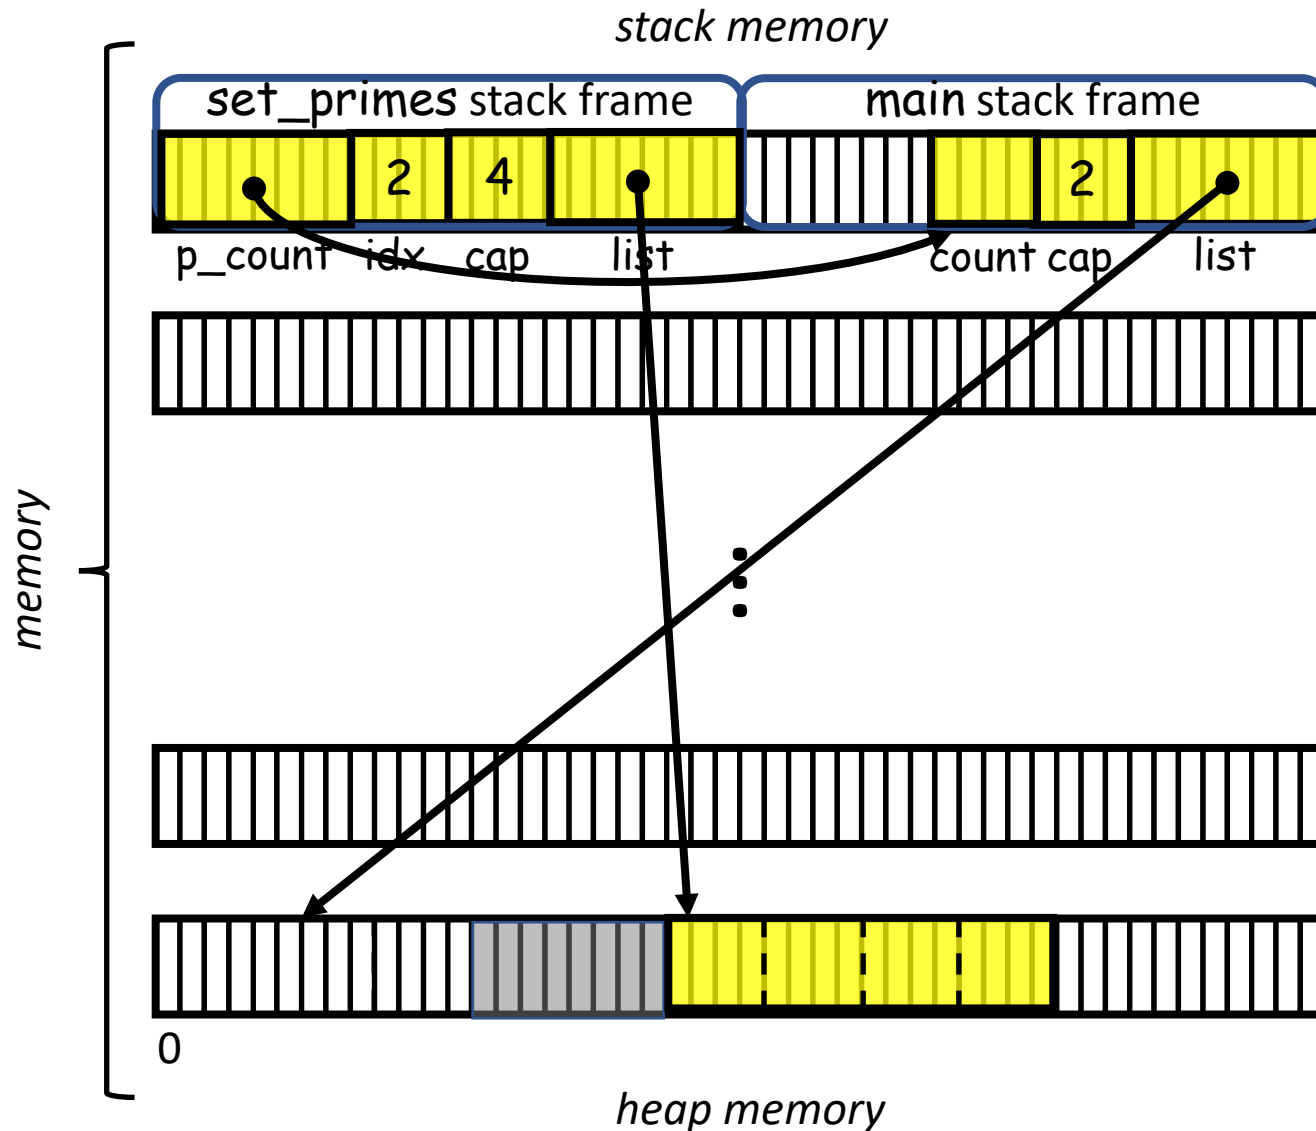 stack memory
set_primes stack frame
main stack frame
2
4
2
p_count
idx
cap
list
count
cap
list
memory
0
heap memory